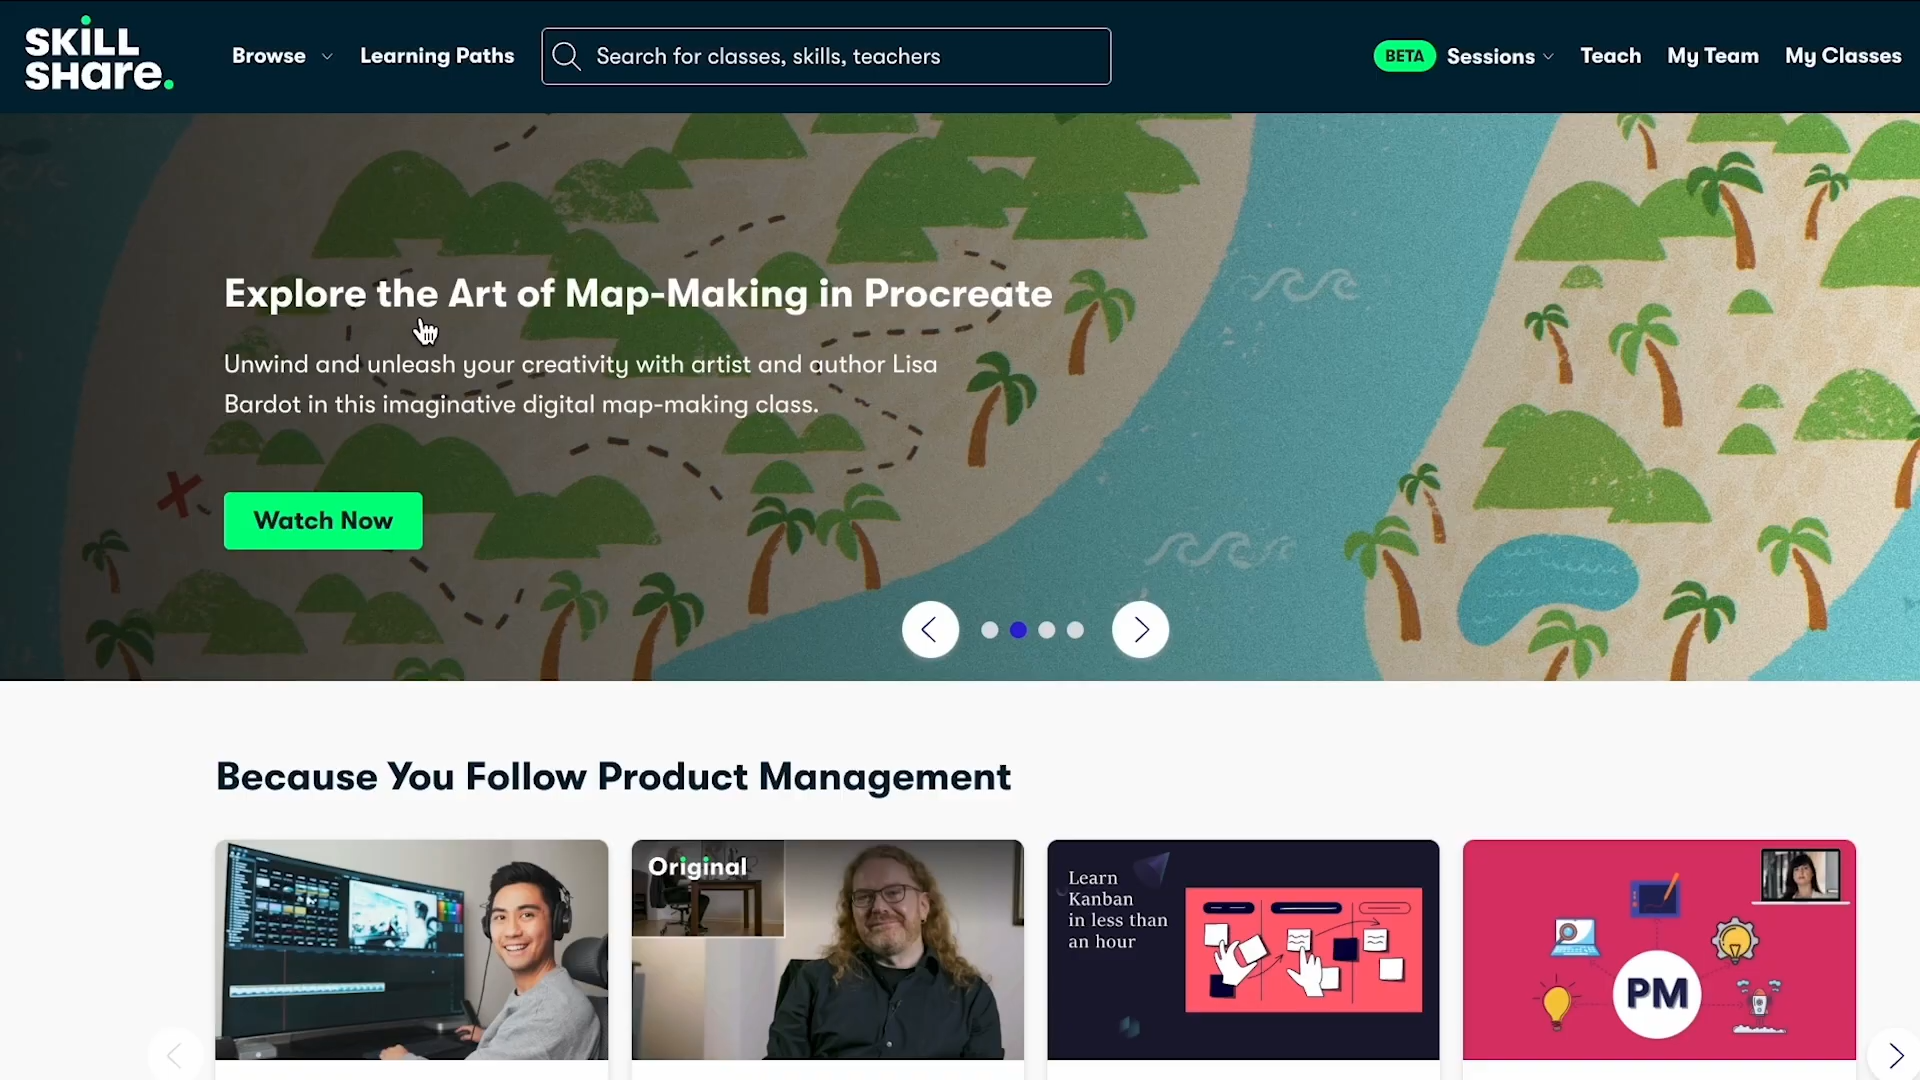 SKILL
SHare.
Browse
Learning Paths
Search for classes, skills, teachers
BETA
Sessions
Teach
My Team
My Classes
Explore the Art of Map-Making in Procreate
Unwind and unleash your creativity with artist and author Lisa
Bardot in this imaginative digital map-making class.
Watch Now
Because You Follow Product Management
Original
Learn
Kanban
in less than
an hour
PM